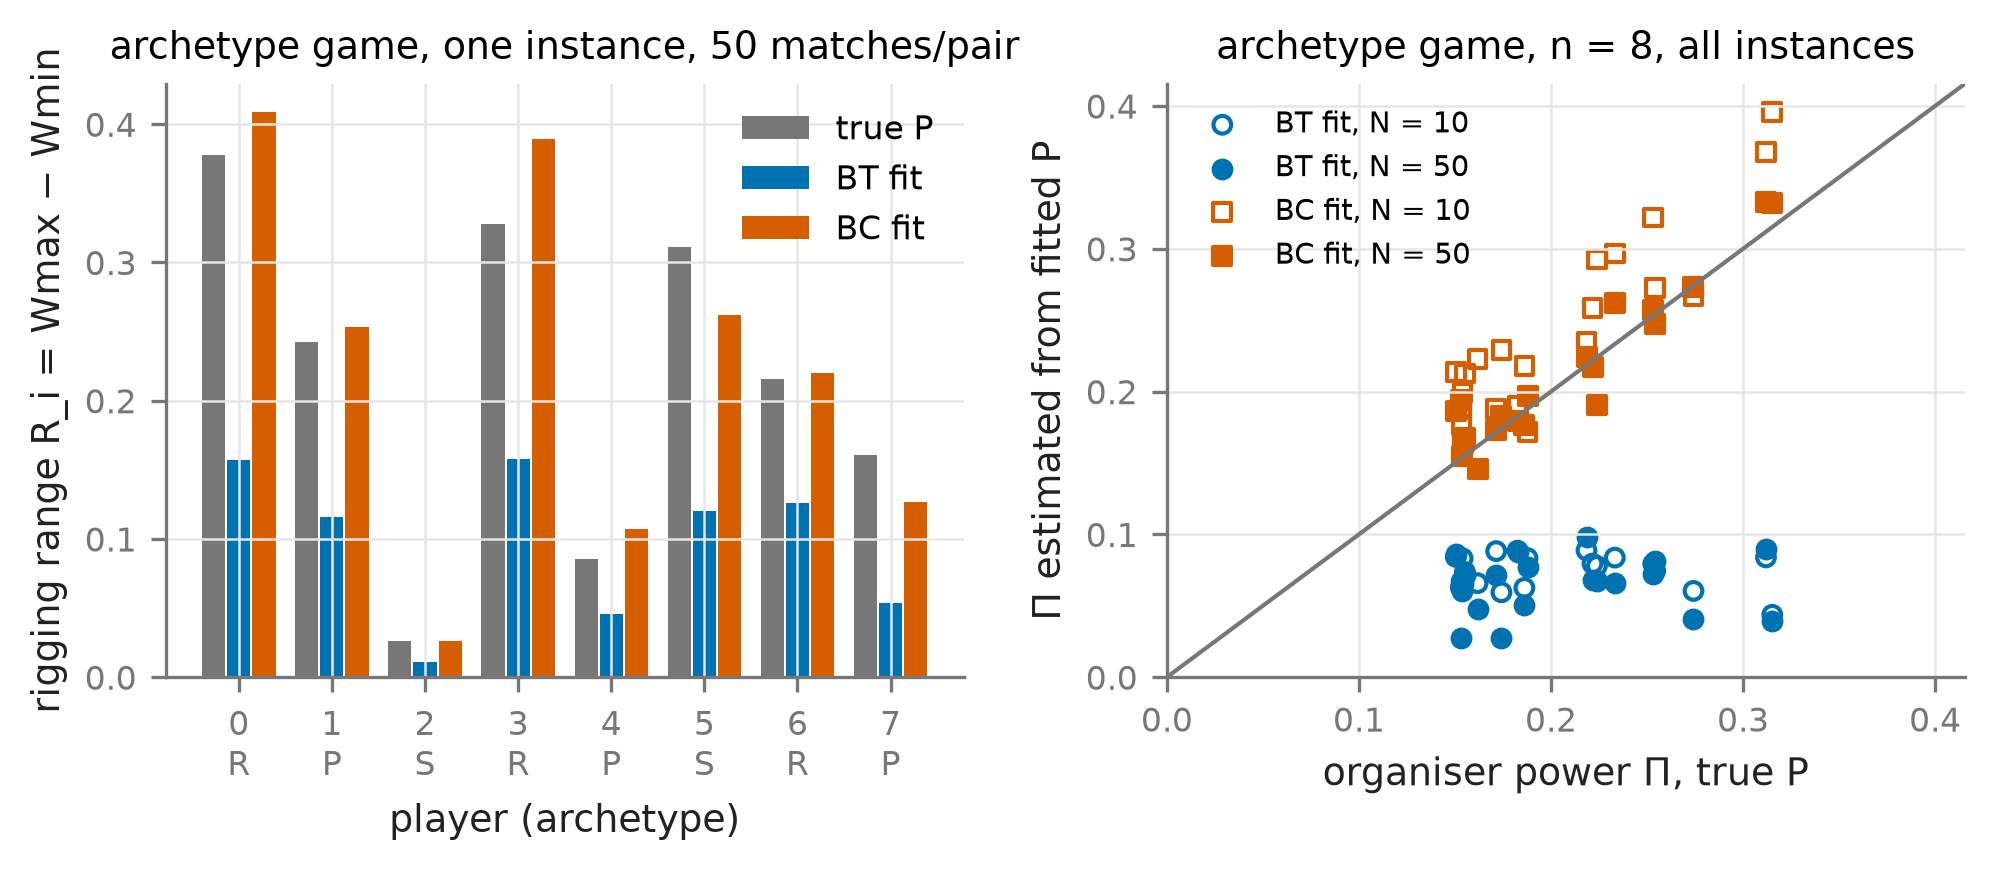 archetype game, one instance, 50 matches/pair
rigging range R_i = Wmax − Wmin
0.4
0.3
0.2
0.1
0.0
true P
BT fit
BC fit
0 1 2 3 4 5 6 7
R P S R P S R P
player (archetype)
archetype game, n = 8, all instances
Π estimated from fitted P
0.4
0.3
0.2
0.1
0.0
BT fit, N = 10
BT fit, N = 50
BC fit, N = 10
BC fit, N = 50
0.0 0.1 0.2 0.3 0.4
organiser power Π, true P